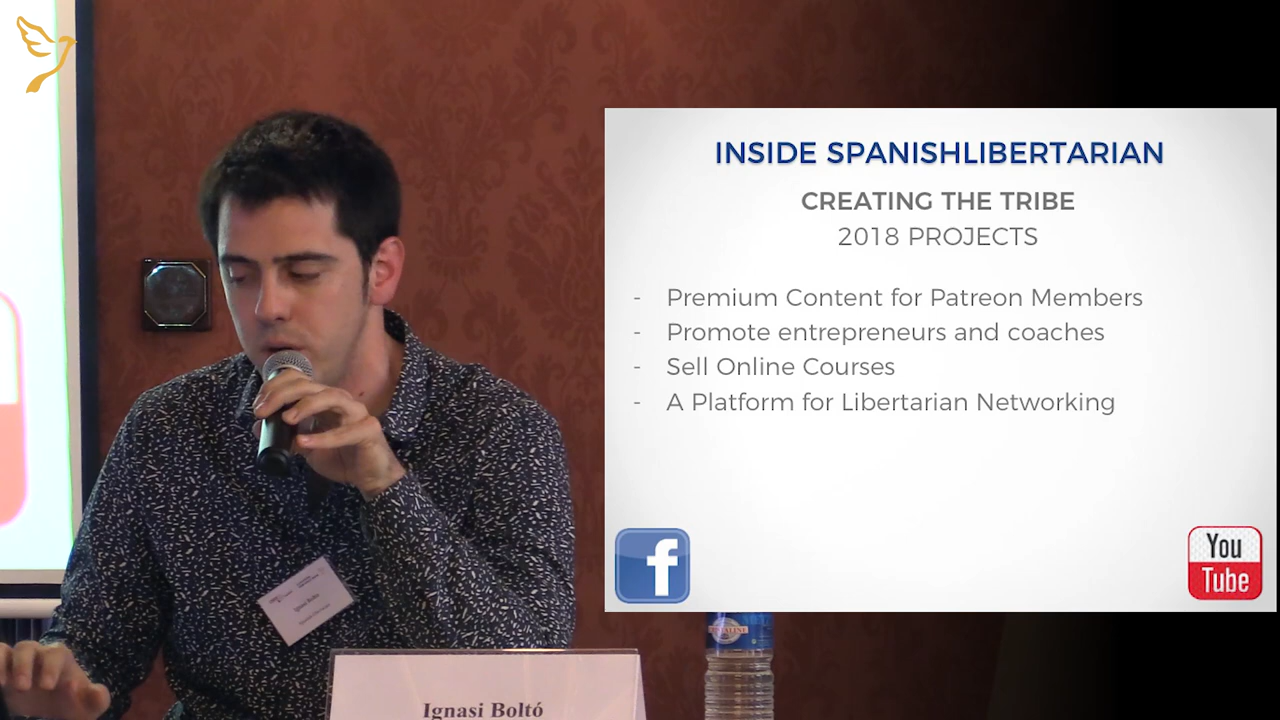 INSIDE SPANISHLIBERTARIAN
CREATING THE TRIBE
2018 PROJECTS
- Premium Content for Patreon Members
- Promote entrepreneurs and coaches
- Sell Online Courses
- A Platform for Libertarian Networking
f
You
Tube
Ignasi Boltó